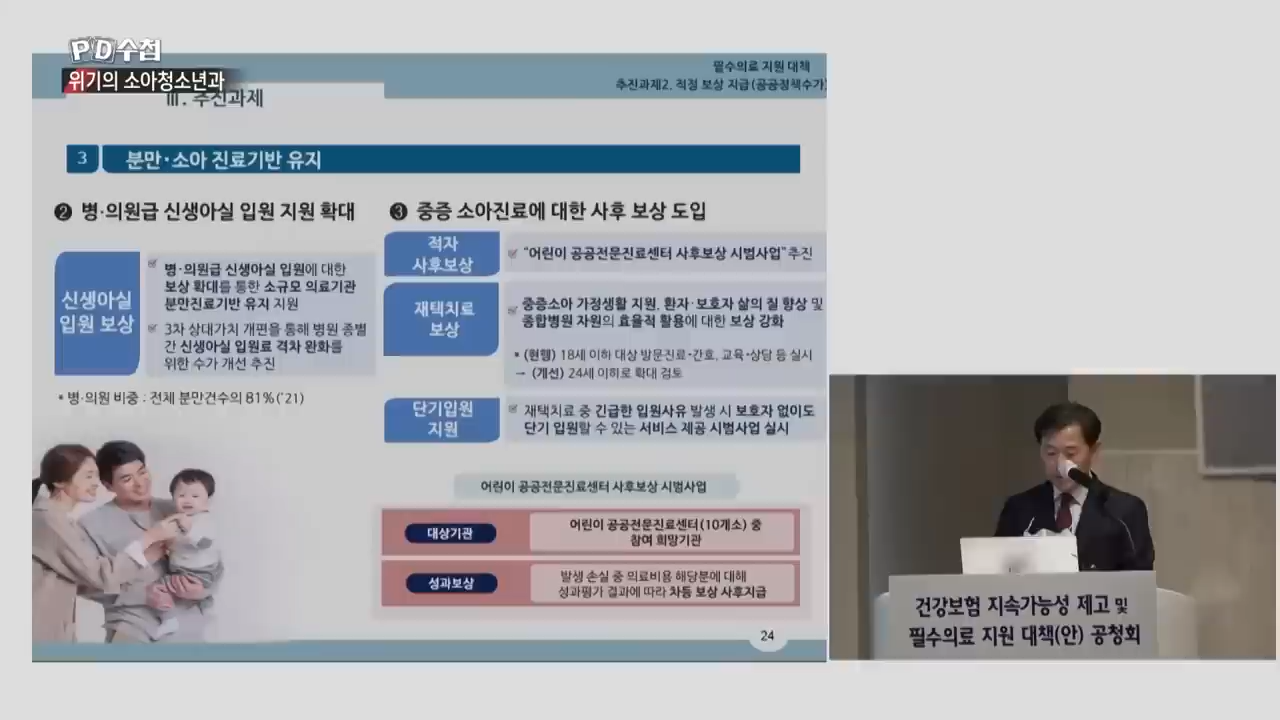 PD수첩
위기의 소아청소년과
필수의료 지원 대책
추진과제2. 적정 보상 지급(공공정책수가)
Ⅲ. 추진과제
3 분만·소아 진료기반 유지
❷ 병·의원급 신생아실 입원 지원 확대
신생아실
입원 보상
병·의원급 신생아실 입원에 대한
보상 확대를 통한 소규모 의료기관
분만진료기반 유지 지원
3차 상대가치 개편을 통해 병원 종별
간 신생아실 입원료 격차 완화를
위한 수가 개선 추진
▪ 병·의원 비중 : 전체 분만건수의 81%('21)
❸ 중증 소아진료에 대한 사후 보상 도입
적자
사후보상
“어린이 공공전문진료센터 사후보상 시범사업” 추진
재택치료
보상
중증소아 가정생활 지원, 환자·보호자 삶의 질 향상 및
종합병원 자원의 효율적 활용에 대한 보상 강화
▪ (현행) 18세 이하 대상 방문진료·간호, 교육·상담 등 실시
→ (개선) 24세 이하로 확대 검토
단기입원
지원
재택치료 중 긴급한 입원사유 발생 시 보호자 없이도
단기 입원할 수 있는 서비스 제공 시범사업 실시
어린이 공공전문진료센터 사후보상 시범사업
대상기관
어린이 공공전문진료센터(10개소) 중
참여 희망기관
성과보상
발생 손실 중 의료비용 해당분에 대해
성과평가 결과에 따라 차등 보상 사후지급
24
건강보험 지속가능성 제고 및
필수의료 지원 대책(안) 공청회